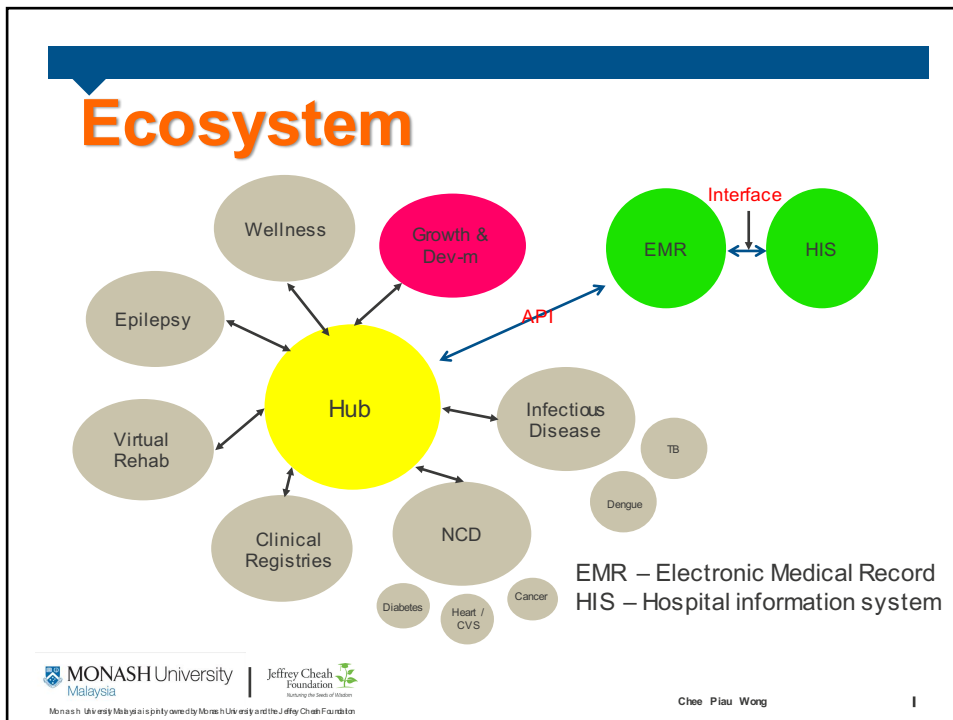 Ecosystem
Interface
Wellness
Growth &
Dev-m
EMR
HIS
API
Epilepsy
Hub
Infectious
Disease
Virtual
Rehab
TB
Dengue
NCD
Clinical
Registries
Diabetes
Heart /
CVS
Cancer
EMR – Electronic Medical Record
HIS – Hospital information system
MONASH University
Malaysia
Jeffrey Cheah
Foundation
Nurturing the Seeds of Wisdom
Monash University Malaysia is jointly owned by Monash University and the Jeffrey Cheah Foundation
Chee Piau Wong
I